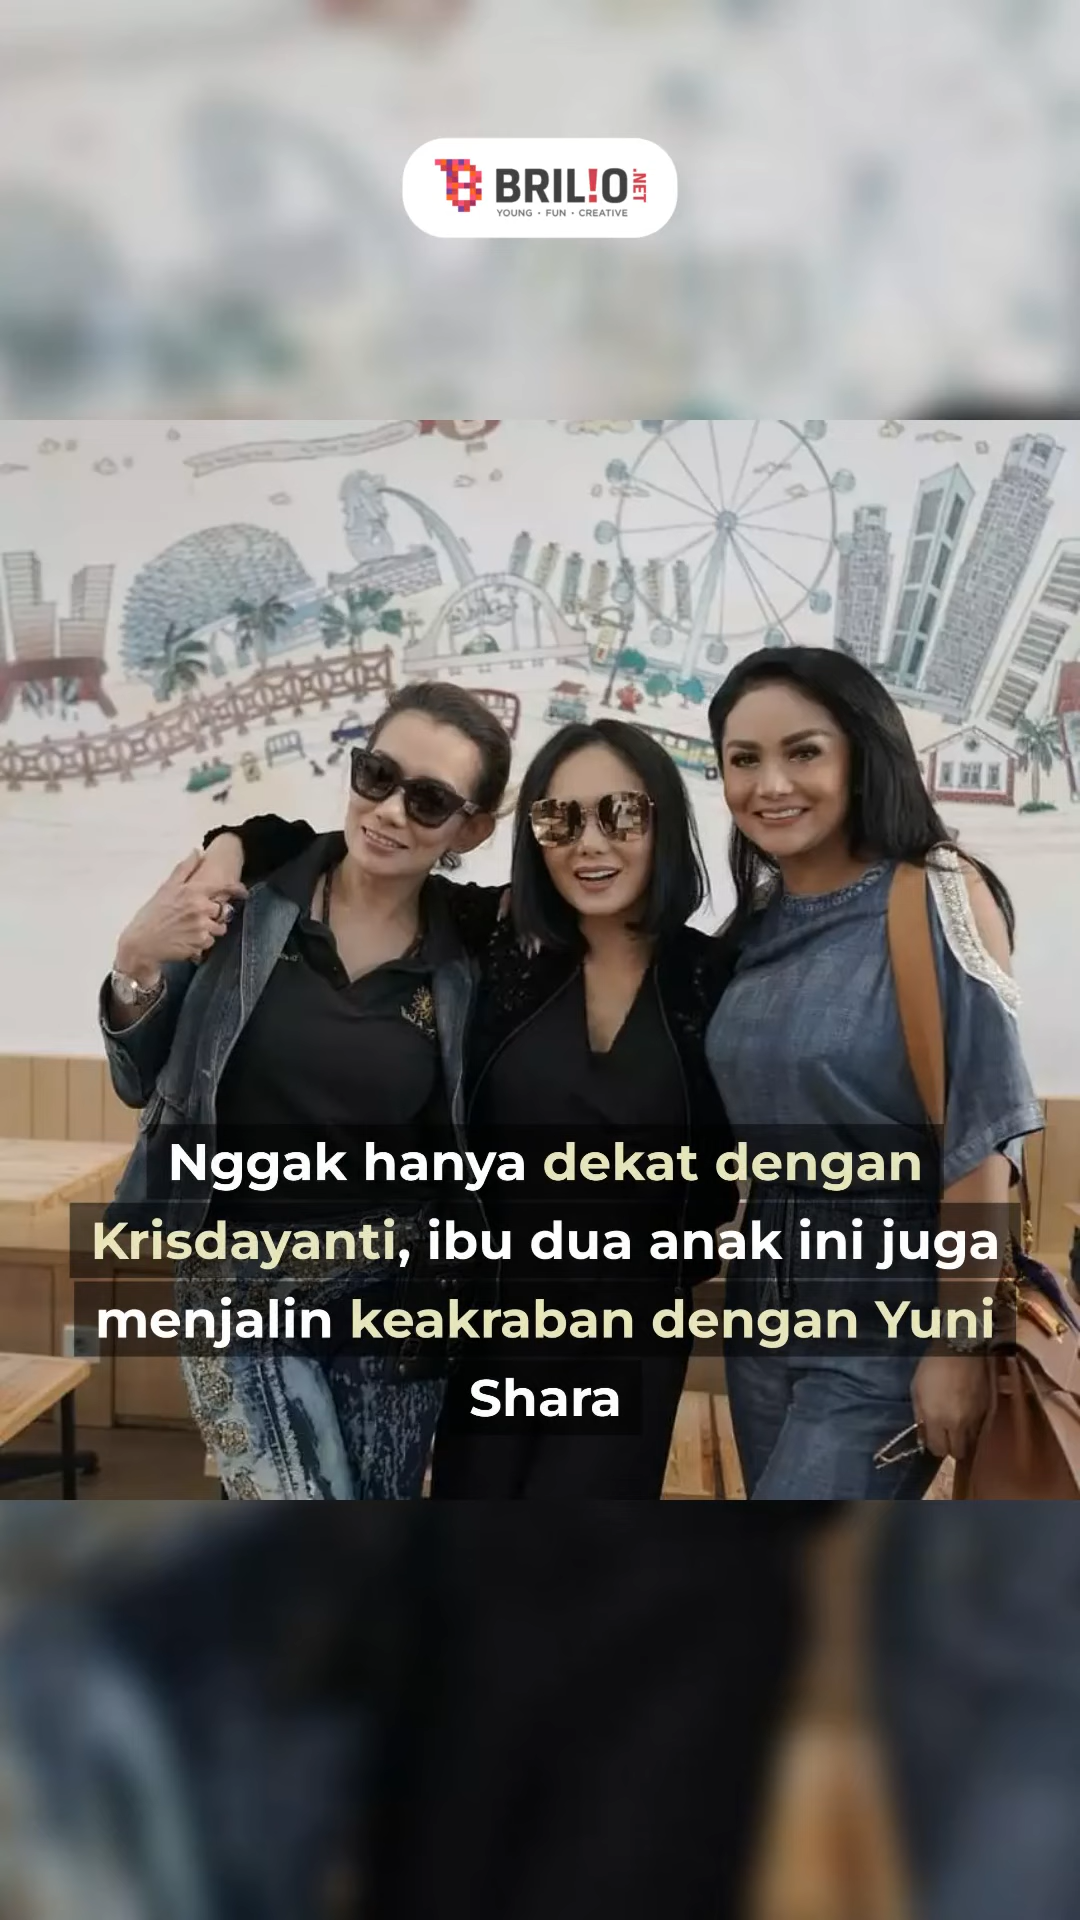 BRIL!O.NET
YOUNG · FUN · CREATIVE
Nggak hanya dekat dengan
Krisdayanti, ibu dua anak ini juga
menjalin keakraban dengan Yuni
Shara